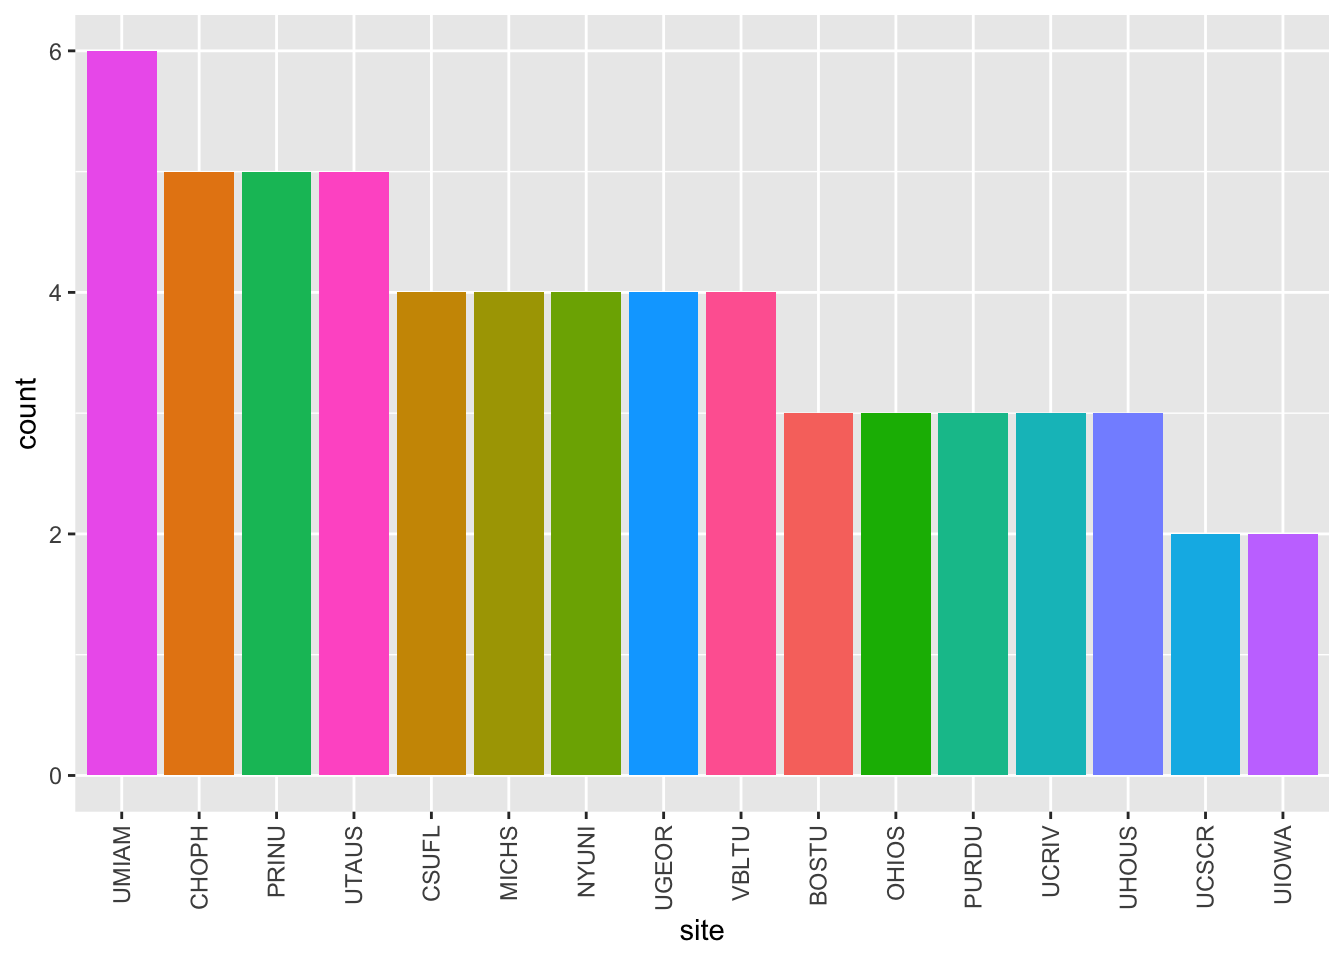 6
4
2
0
count
UMIAM
CHOPH
PRINU
UTAUS
CSUFL
MICHS
NYUNI
UGEOR
VBLTU
BOSTU
OHIOS
PURDU
UCRIV
UHOUS
UCSCR
UIOWA
site